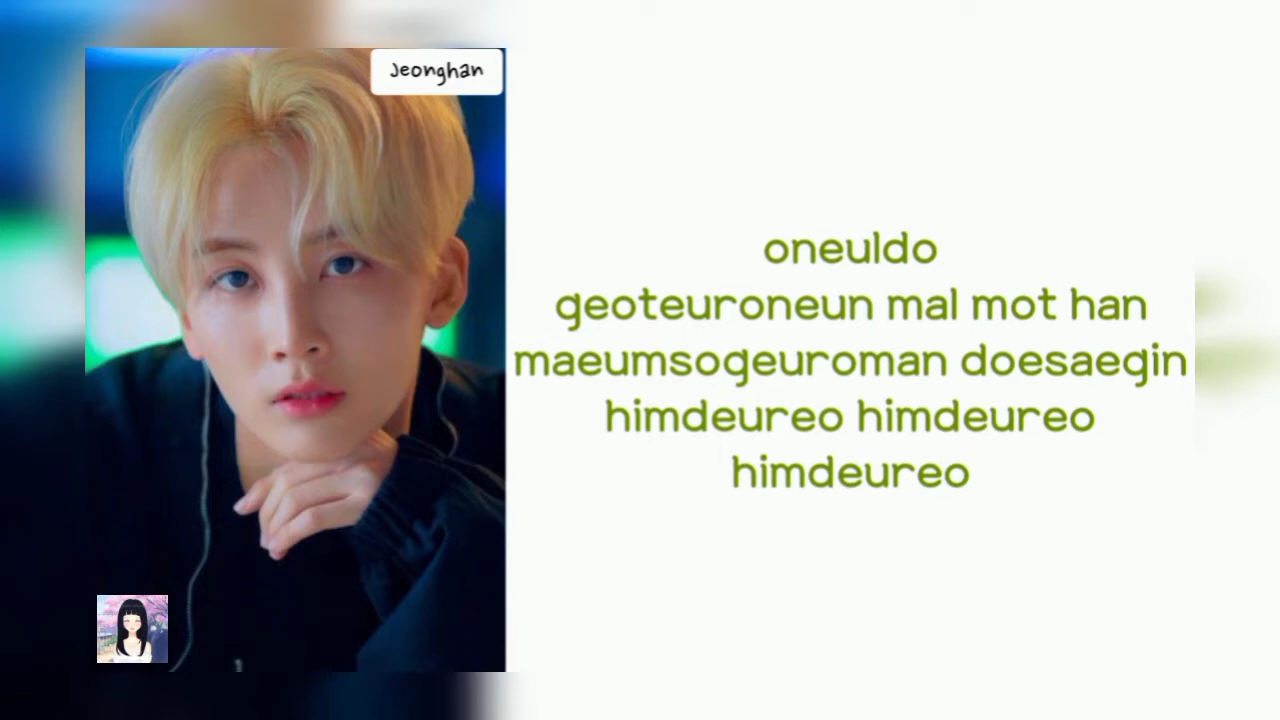 Jeonghan
oneuldo
geoteuroneun mal mot han
maeumsogeuroman doesaegin
himdeureo himdeureo
himdeureo